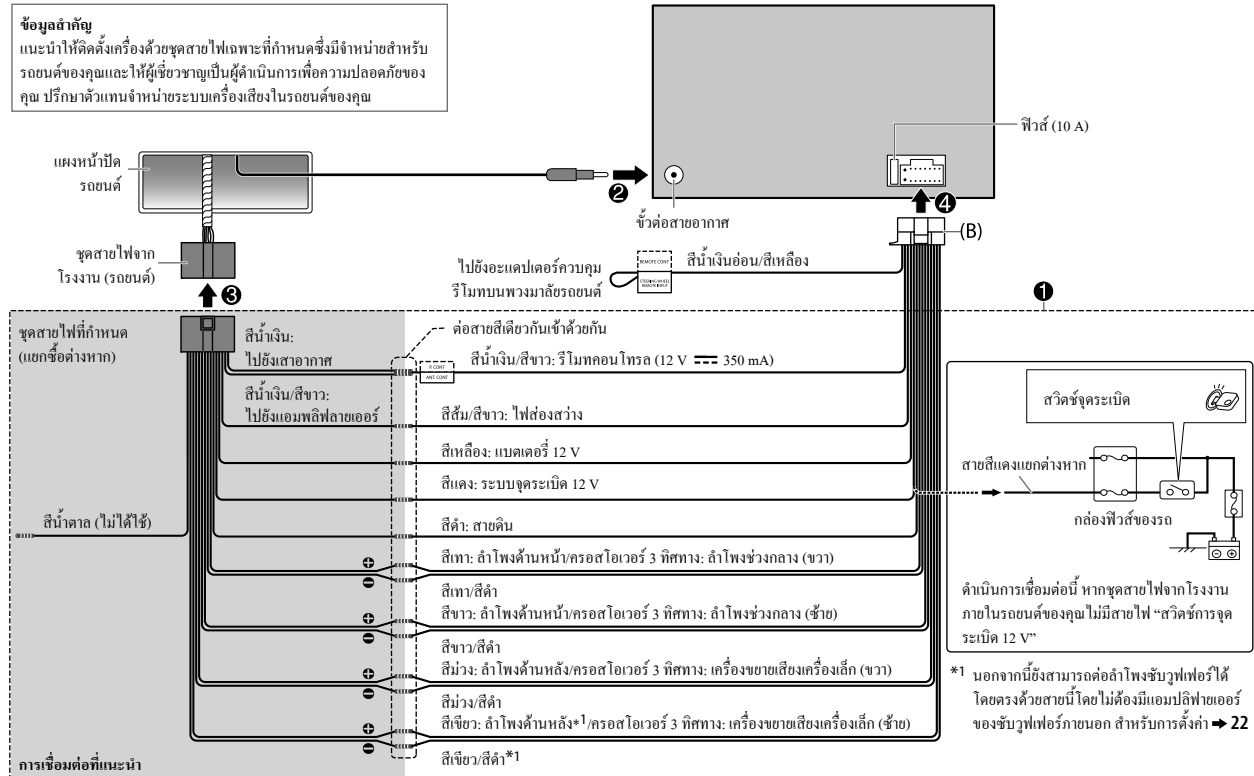 ข้อมูลสำคัญ
แนะนำให้ติดตั้งเครื่องด้วยชุดสายไฟเฉพาะที่กำหนดซึ่งมีจำหน่ายสำหรับ
รถยนต์ของคุณและให้ผู้เชี่ยวชาญเป็นผู้ดำเนินการเพื่อความปลอดภัยของ
คุณ ปรึกษาตัวแทนจำหน่ายระบบเครื่องเสียงในรถยนต์ของคุณ
ฟิวส์ (10 A)
แผงหน้าปัด
รถยนต์
2
ขั้วต่อสายอากาศ
4
(B)
ชุดสายไฟจาก
โรงงาน (รถยนต์)
3
ไปยังอะแดปเตอร์ควบคุม
รีโมทบนพวงมาลัยรถยนต์
REMOTE CONT
STEERING WHEEL
REMOTE INPUT
สีน้ำเงินอ่อน/สีเหลือง
1
ชุดสายไฟที่กำหนด
(แยกซื้อต่างหาก)
สีน้ำเงิน:
ไปยังเสาอากาศ
ต่อสายสีเดียวกันเข้าด้วยกัน
P. CONT
ANT. CONT
สีน้ำเงิน/สีขาว: รีโมทคอนโทรล (12 V ⎓ 350 mA)
สีน้ำเงิน/สีขาว:
ไปยังแอมพลิฟลายเออร์
สีส้ม/สีขาว: ไฟส่องสว่าง
สีเหลือง: แบตเตอรี่ 12 V
สีแดง: ระบบจุดระเบิด 12 V
สีน้ำตาล (ไม่ได้ใช้)
สีดำ: สายดิน
สีเทา: ลำโพงด้านหน้า/ครอสโอเวอร์ 3 ทิศทาง: ลำโพงช่วงกลาง (ขวา)
สีเทา/สีดำ
สีขาว: ลำโพงด้านหน้า/ครอสโอเวอร์ 3 ทิศทาง: ลำโพงช่วงกลาง (ซ้าย)
สีขาว/สีดำ
สีม่วง: ลำโพงด้านหลัง/ครอสโอเวอร์ 3 ทิศทาง: เครื่องขยายเสียงเครื่องเล็ก (ขวา)
สีม่วง/สีดำ
สีเขียว: ลำโพงด้านหลัง*1/ครอสโอเวอร์ 3 ทิศทาง: เครื่องขยายเสียงเครื่องเล็ก (ซ้าย)
สีเขียว/สีดำ*1
การเชื่อมต่อที่แนะนำ
สวิตช์จุดระเบิด
สายสีแดงแยกต่างหาก
กล่องฟิวส์ของรถ
ดำเนินการเชื่อมต่อนี้ หากชุดสายไฟจากโรงงาน
ภายในรถยนต์ของคุณไม่มีสายไฟ “สวิตช์การจุด
ระเบิด 12 V”
*1 นอกจากนี้ยังสามารถต่อลำโพงซับวูฟเฟอร์ได้
โดยตรงด้วยสายนี้โดยไม่ต้องมีแอมปลิฟายเออร์
ของซับวูฟเฟอร์ภายนอก สำหรับการตั้งค่า ➡ 22